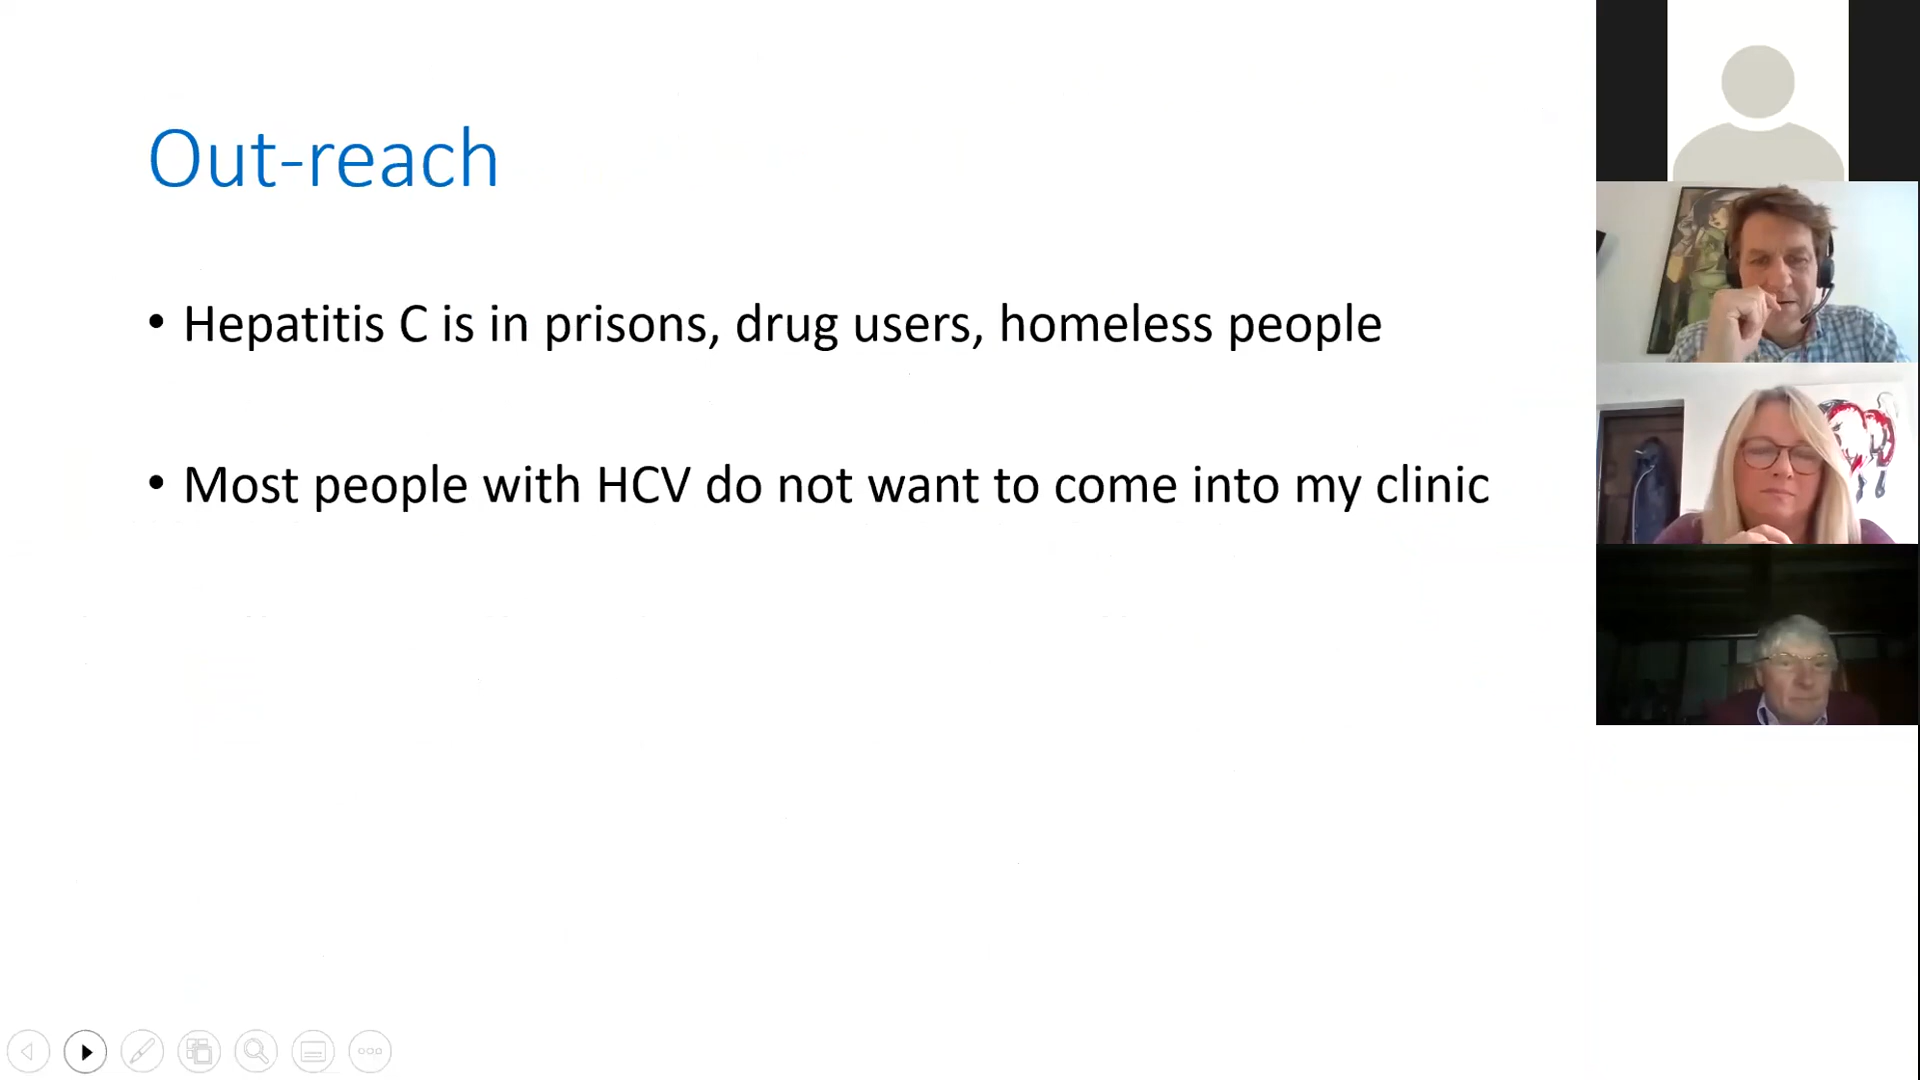 Out-reach
• Hepatitis C is in prisons, drug users, homeless people
• Most people with HCV do not want to come into my clinic